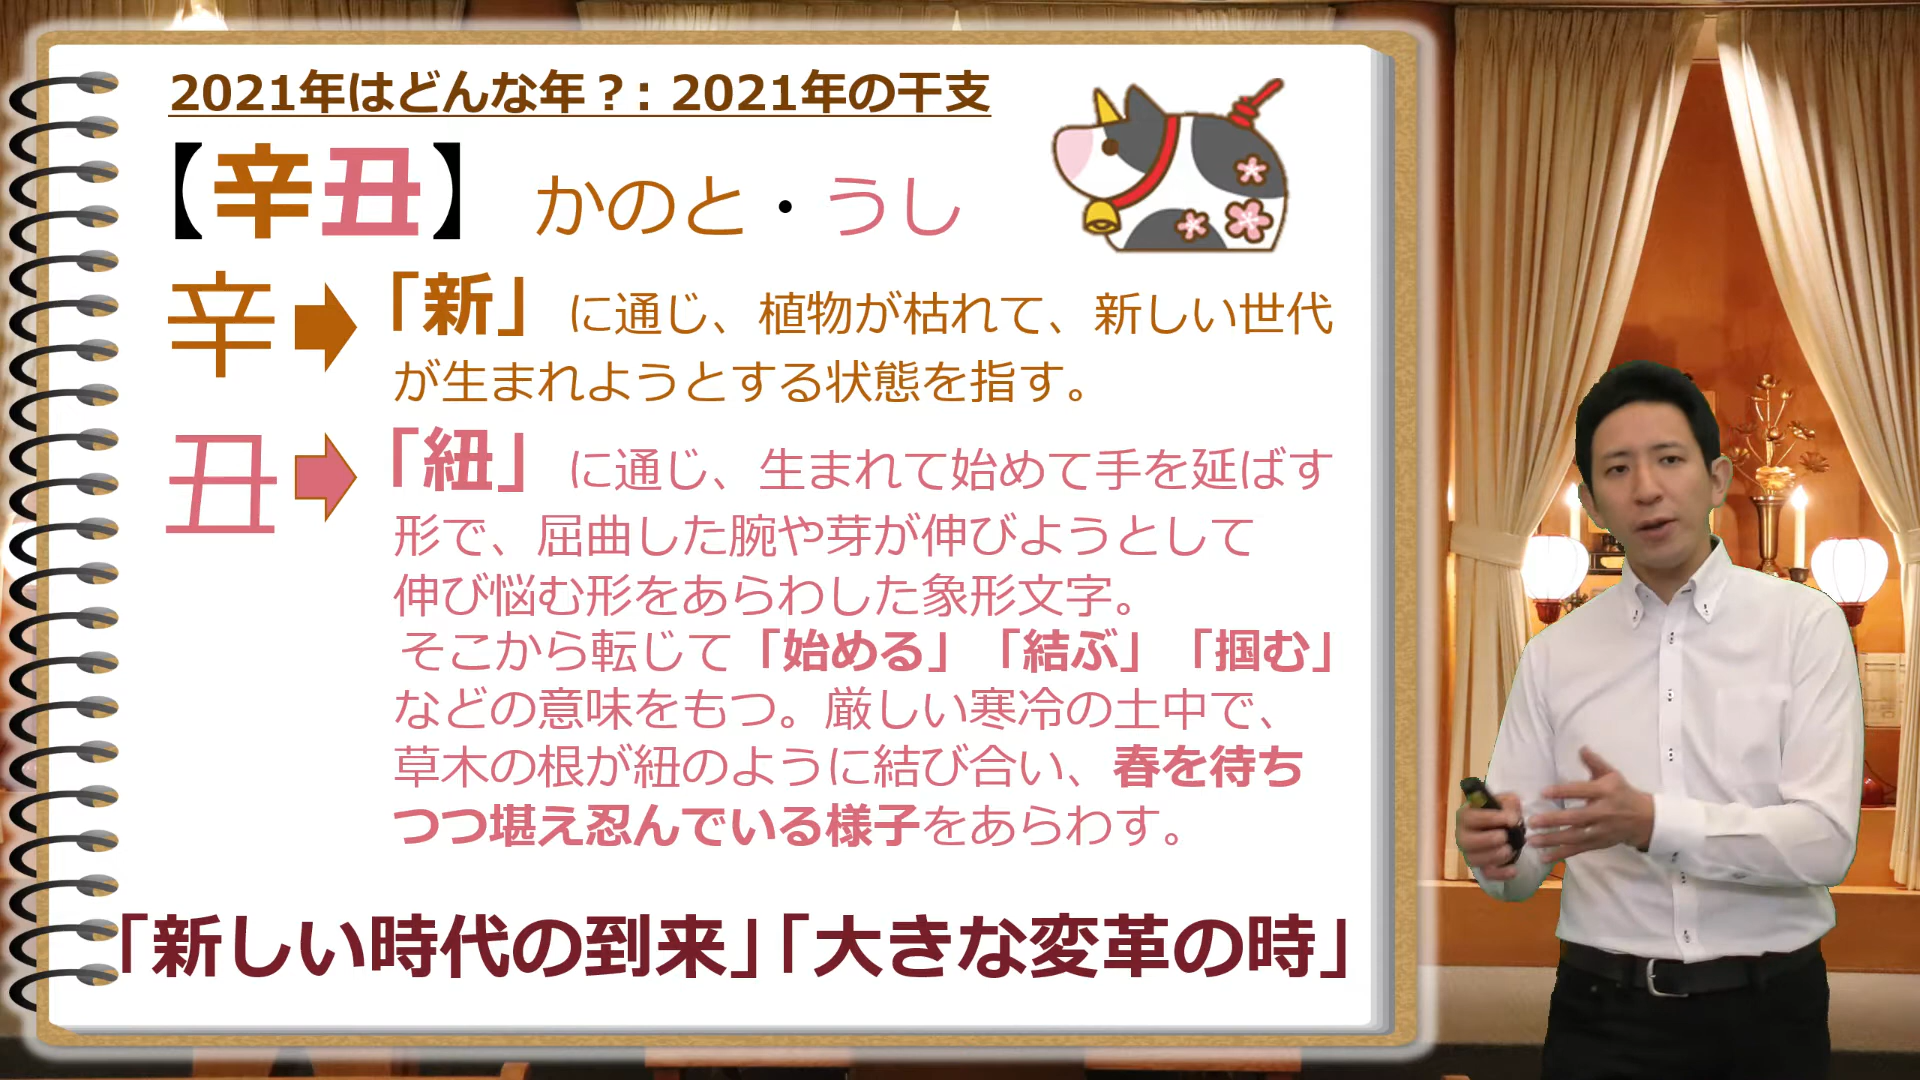 2021年はどんな年？: 2021年の干支
【辛丑】 かのと・うし
辛 「新」に通じ、植物が枯れて、新しい世代
が生まれようとする状態を指す。
丑 「紐」に通じ、生まれて始めて手を延ばす
形で、屈曲した腕や芽が伸びようとして
伸び悩む形をあらわした象形文字。
そこから転じて「始める」「結ぶ」「掴む」
などの意味をもつ。厳しい寒冷の土中で、
草木の根が紐のように結び合い、春を待ち
つつ堪え忍んでいる様子をあらわす。
「新しい時代の到来」「大きな変革の時」